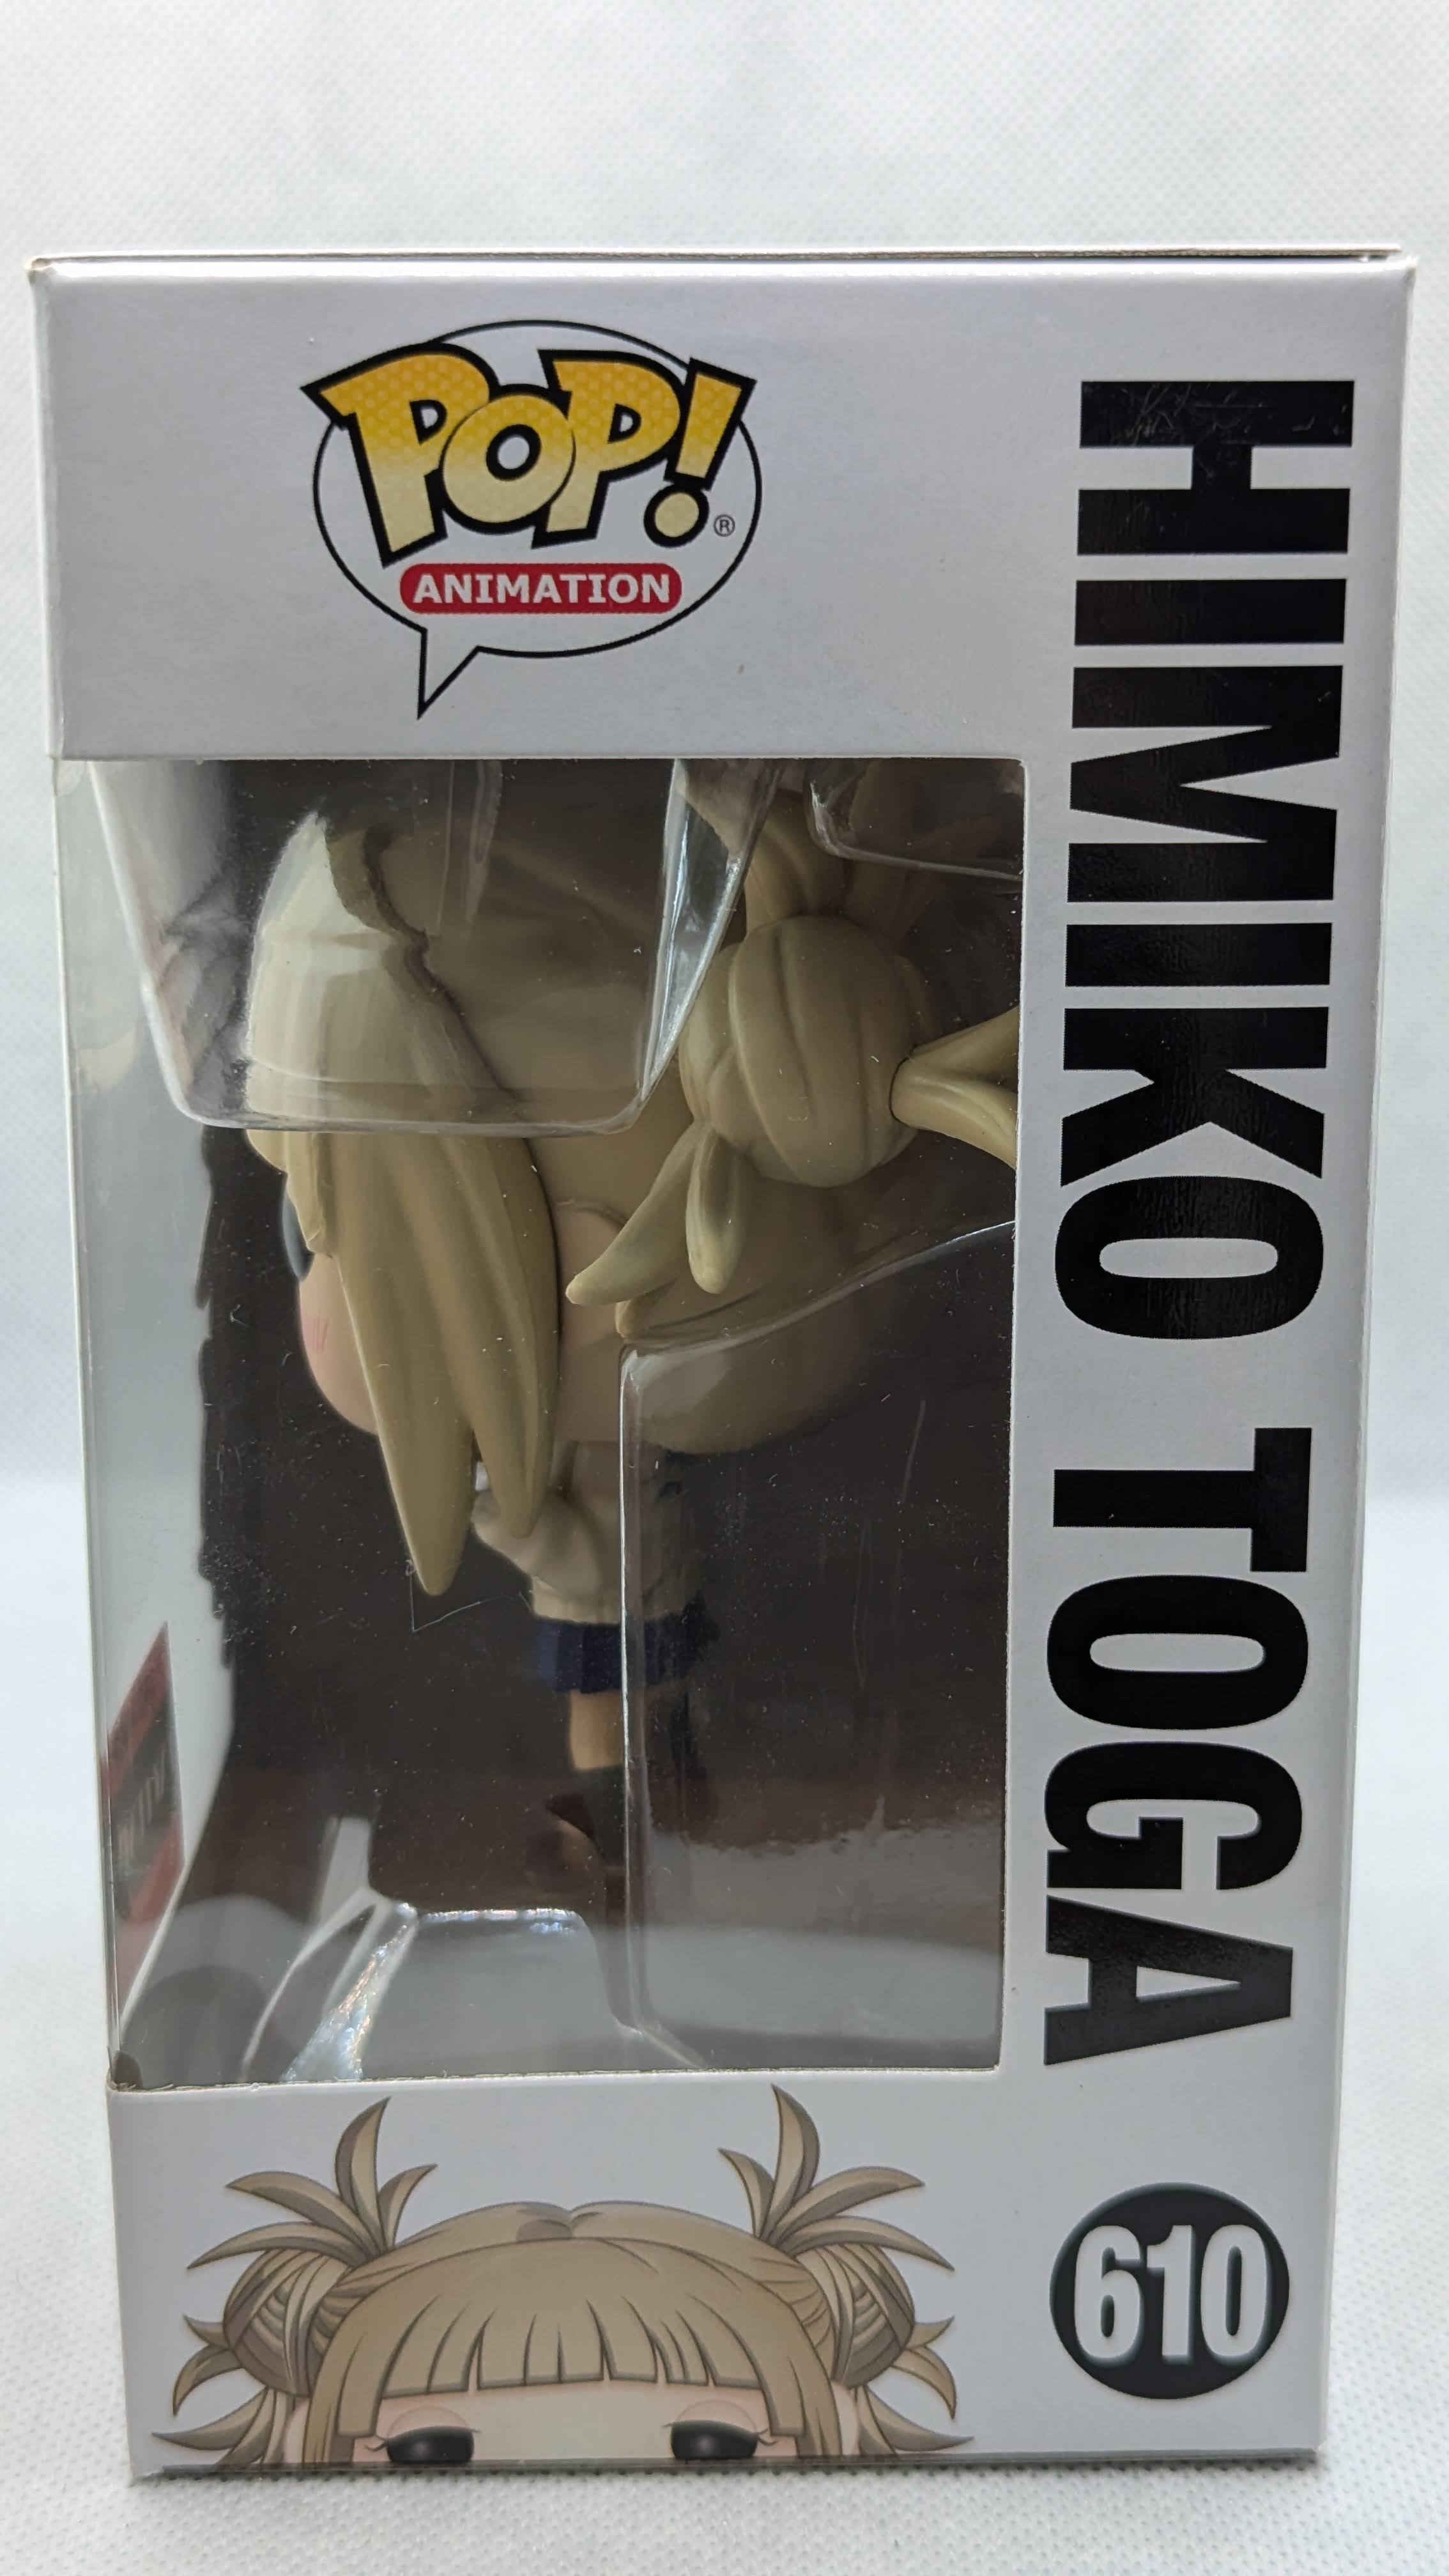 POP!®
ANIMATION
HIMIKO TOGA
610